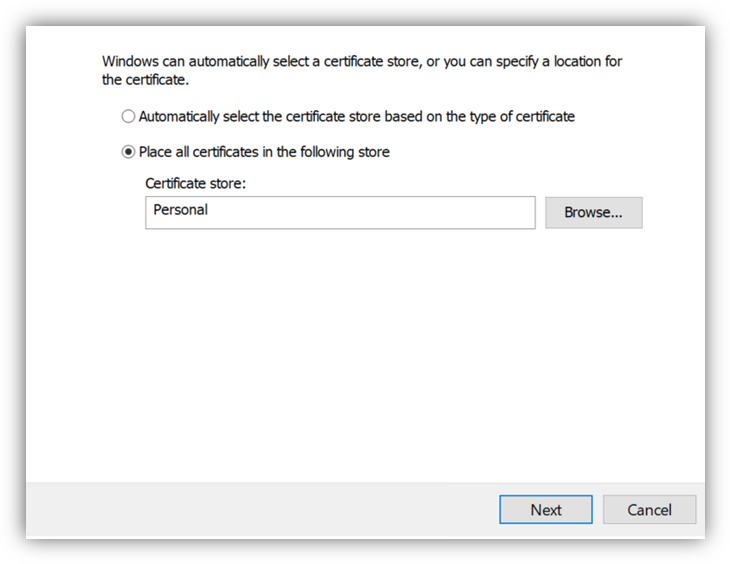 Windows can automatically select a certificate store, or you can specify a location for
the certificate.
Automatically select the certificate store based on the type of certificate
Place all certificates in the following store
Certificate store:
Personal
Browse...
Next
Cancel